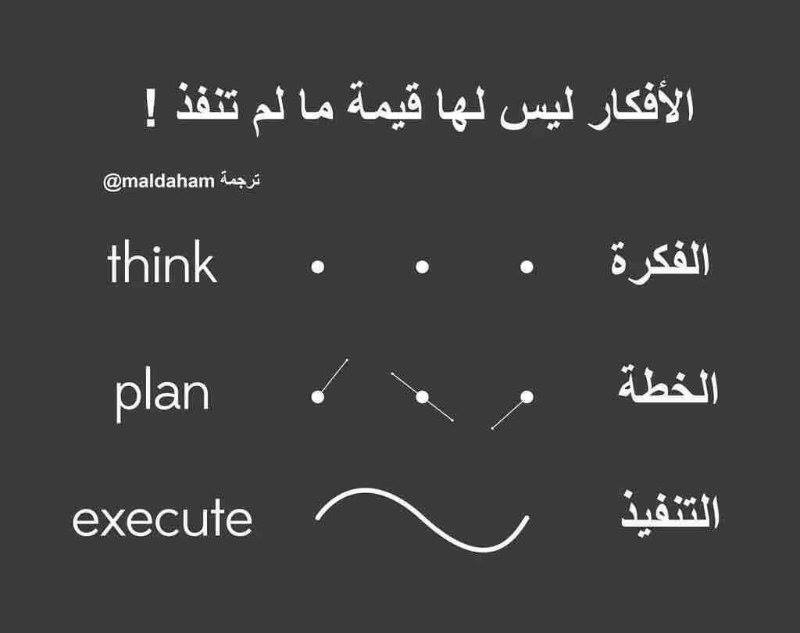 الأفكار ليس لها قيمة ما لم تنفذ !
ترجمة @maldaham
think الفكرة
plan الخطة
execute التنفيذ